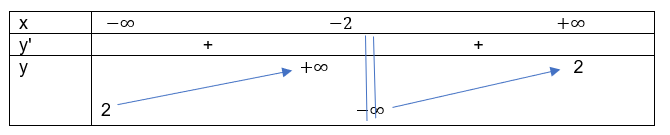 x −∞ −2 +∞
y' + +
y +∞ 2
2 −∞